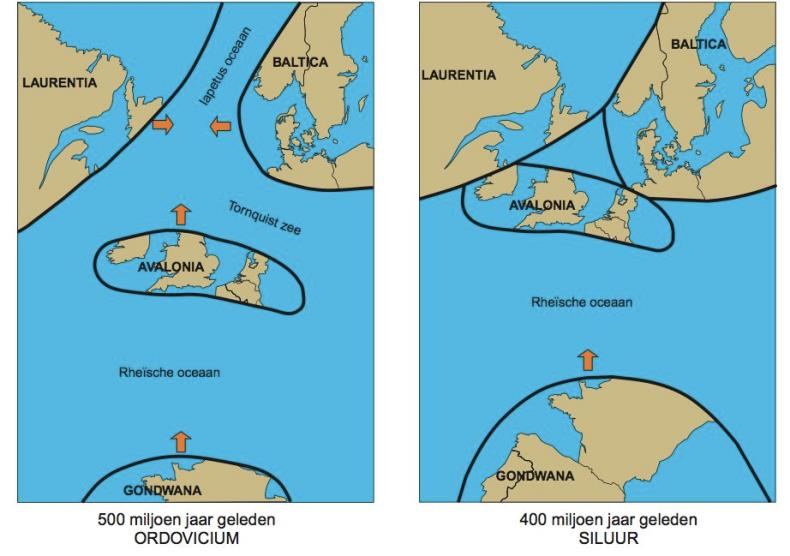 LAURENTIA
Iapetus oceaan
BALTICA
Tornquist zee
AVALONIA
Rheïsche oceaan
GONDWANA
500 miljoen jaar geleden
ORDOVICIUM
LAURENTIA
BALTICA
AVALONIA
Rheïsche oceaan
GONDWANA
400 miljoen jaar geleden
SILUUR